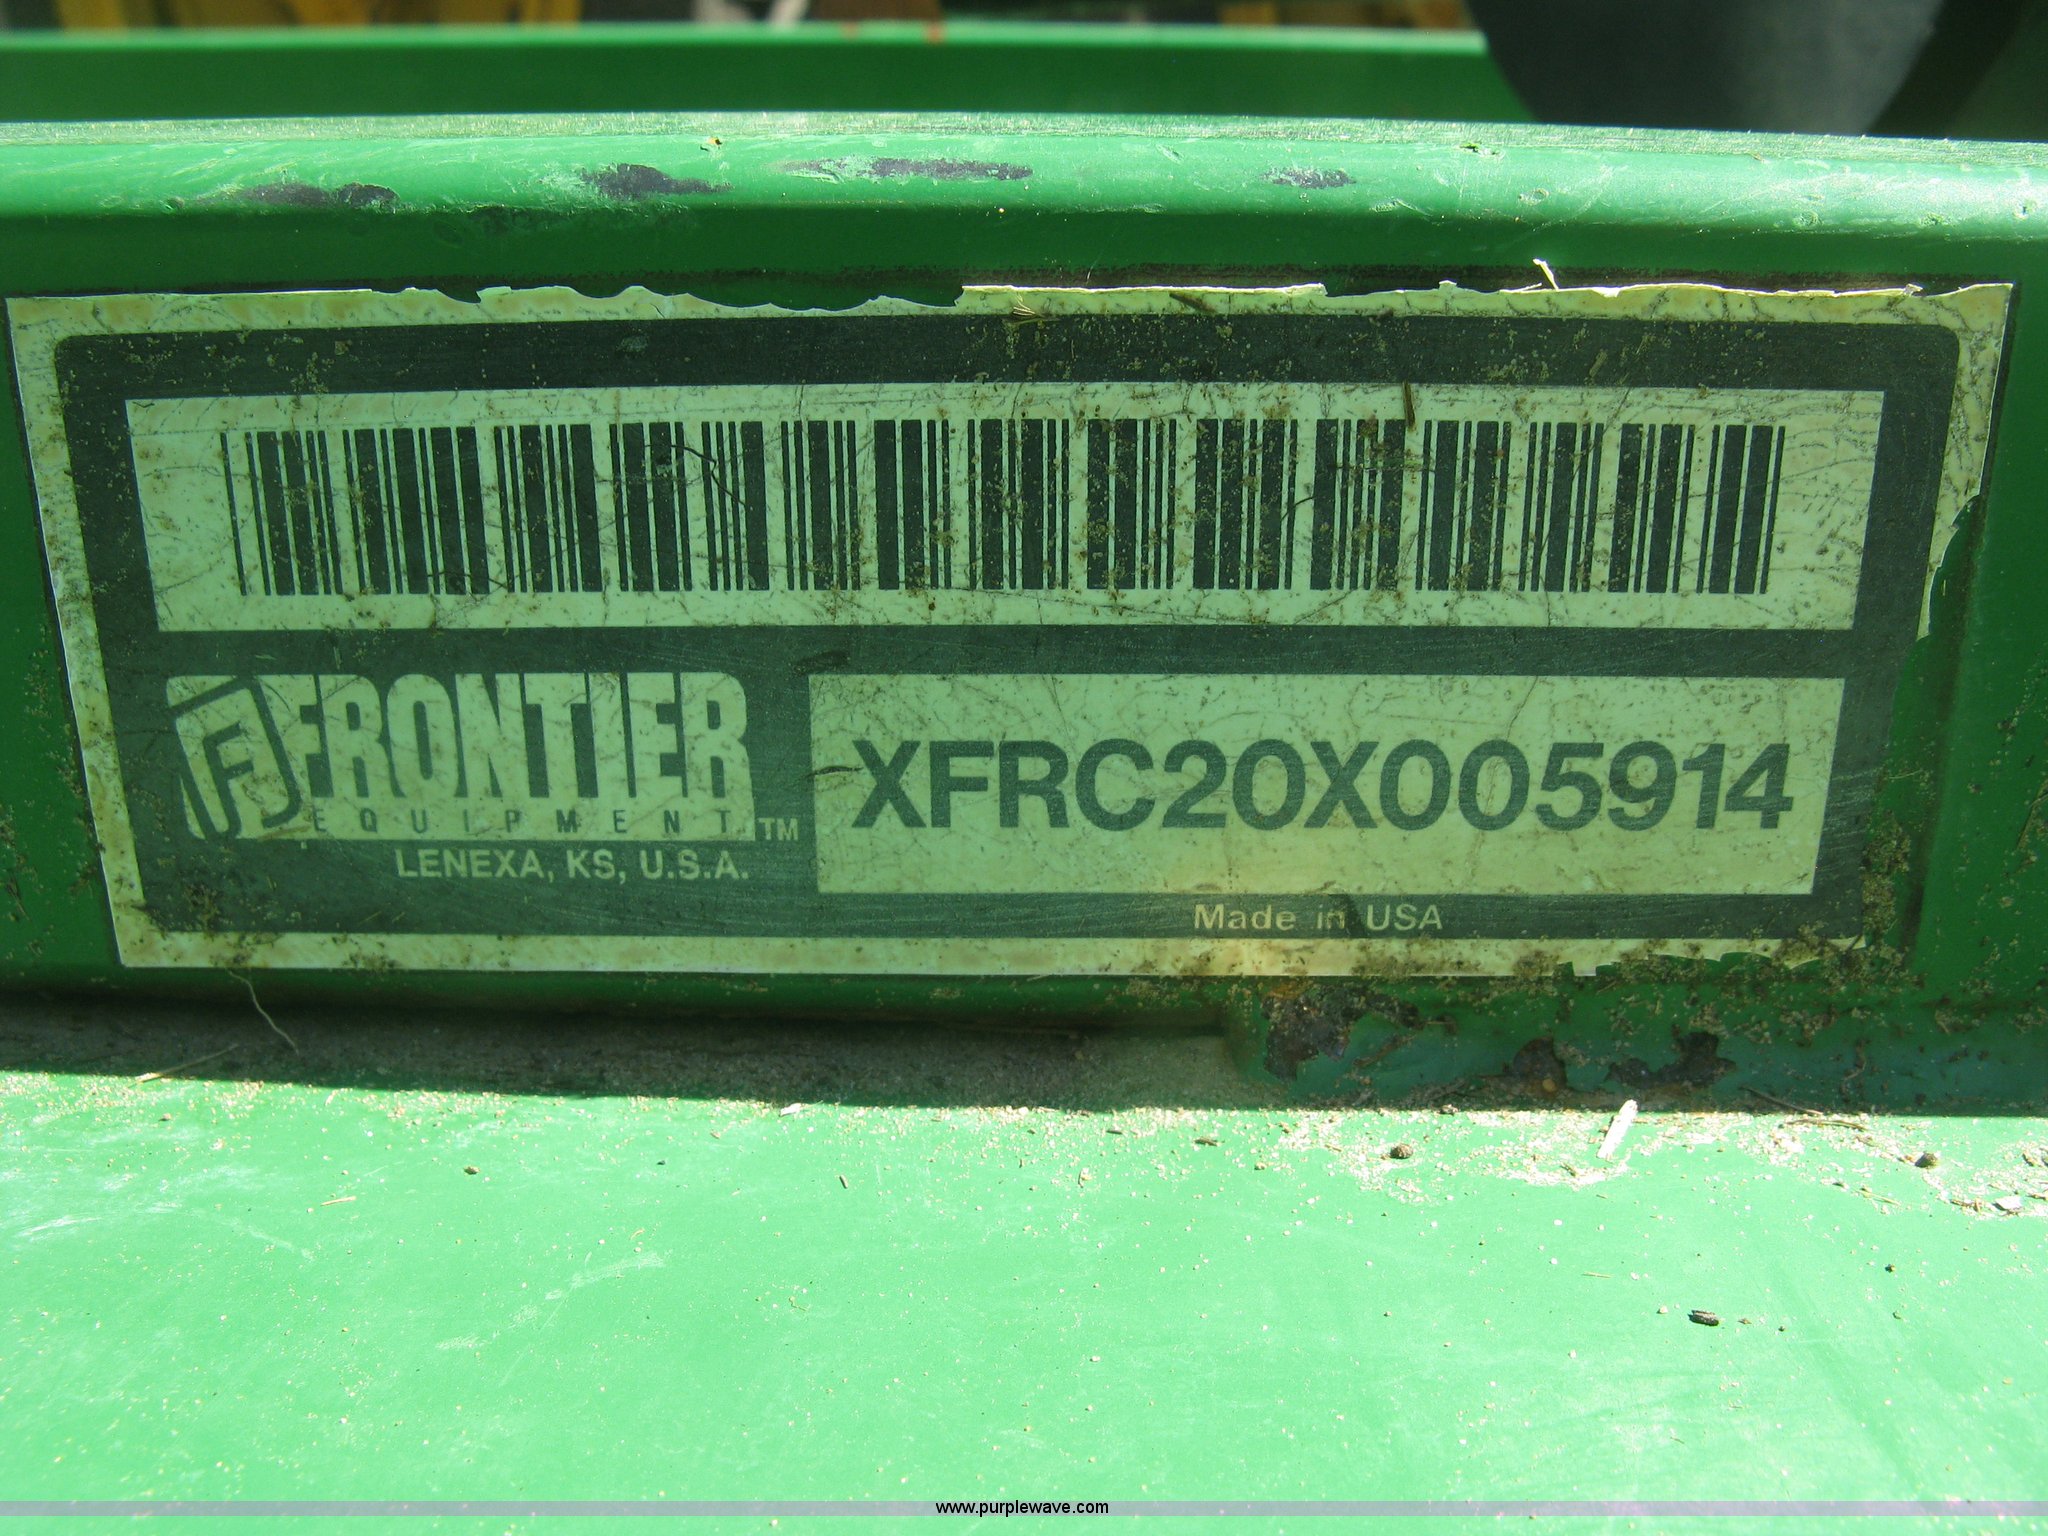 FRONTIER
EQUIPMENT TM
LENEXA, KS, U.S.A.
XFRC20X005914
Made in USA
www.purplewave.com